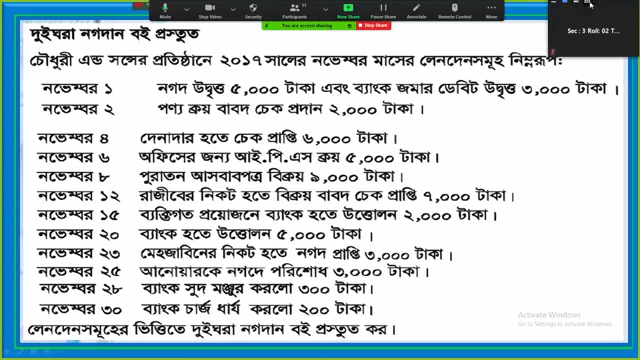 Mute
Stop Video
Security
Participants
11
New Share
Pause Share
Annotate
Remote Control
More
You are screen sharing
Stop Share
Sec : 3 Roll: 02 T...
দুইঘরা নগদান বই প্রস্তুত
চৌধুরী এন্ড সন্সের প্রতিষ্ঠানে ২০১৭ সালের নভেম্বর মাসের লেনদেনসমূহ নিম্নরূপ:
নভেম্বর ১ নগদ উদ্বৃত্ত ৫,০০০ টাকা এবং ব্যাংক জমার ডেবিট উদ্বৃত্ত ৩,০০০ টাকা ।
নভেম্বর ২ পণ্য ক্রয় বাবদ চেক প্রদান ২,০০০ টাকা ।
নভেম্বর ৪ দেনাদার হতে চেক প্রাপ্তি ৬,০০০ টাকা ।
নভেম্বর ৬ অফিসের জন্য আই.পি.এস ক্রয় ৫,০০০ টাকা ।
নভেম্বর ৮ পুরাতন আসবাবপত্র বিক্রয় ৯,০০০ টাকা ।
নভেম্বর ১২ রাজীবের নিকট হতে বিক্রয় বাবদ চেক প্রাপ্তি ৭,০০০ টাকা ।
নভেম্বর ১৫ ব্যক্তিগত প্রয়োজনে ব্যাংক হতে উত্তোলন ২,০০০ টাকা ।
নভেম্বর ২০ ব্যাংক হতে উত্তোলন ৫,০০০ টাকা ।
নভেম্বর ২৩ মেহজাবিনের নিকট হতে নগদ প্রাপ্তি ৩,০০০ টাকা ।
নভেম্বর ২৫ আনোয়ারকে নগদে পরিশোধ ৩,০০০ টাকা ।
নভেম্বর ২৮ ব্যাংক সুদ মঞ্জুর করলো ৩০০ টাকা ।
নভেম্বর ৩০ ব্যাংক চার্জ ধার্য করলো ২০০ টাকা ।
লেনদেনসমূহের ভিত্তিতে দুইঘরা নগদান বই প্রস্তুত কর ।
Activate Windows
Go to Settings to activate Windows.